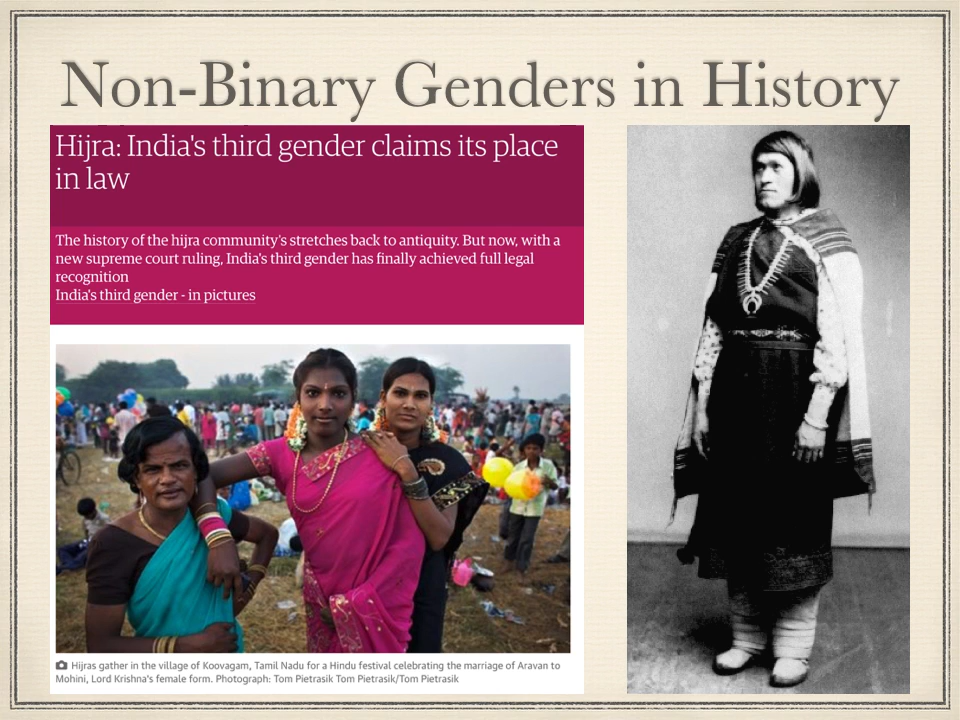 Non-Binary Genders in History
Hijra: India's third gender claims its place
in law
The history of the hijra community's stretches back to antiquity. But now, with a
new supreme court ruling, India's third gender has finally achieved full legal
recognition
India's third gender - in pictures
Hijras gather in the village of Koovagam, Tamil Nadu for a Hindu festival celebrating the marriage of Aravan to
Mohini, Lord Krishna's female form. Photograph: Tom Pietrasik Tom Pietrasik/Tom Pietrasik